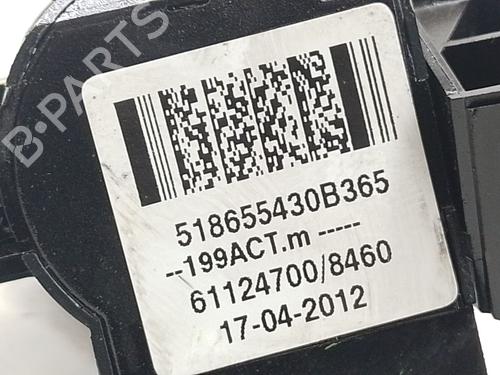 B-PARTS
518655430B365
--199ACT.m -----
61124700/8460
17-04-2012